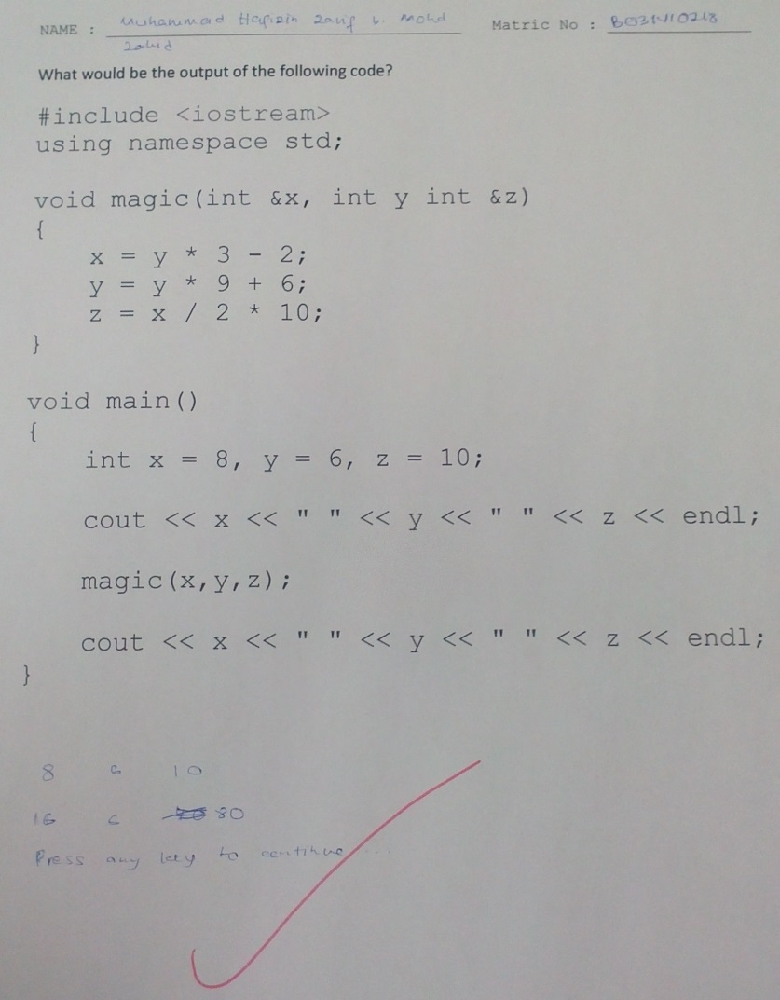 NAME : Muhammad Hafizin Zarif b. Mohd Matric No : B031410218
Zahid
What would be the output of the following code?
#include <iostream>
using namespace std;
void magic(int &x, int y int &z)
{
x = y * 3 - 2;
y = y * 9 + 6;
z = x / 2 * 10;
}
void main()
{
int x = 8, y = 6, z = 10;
cout << x << " " << y << " " << z << endl;
magic(x,y,z);
cout << x << " " << y << " " << z << endl;
}
8 6 10
16 6 80
Press any key to continue...